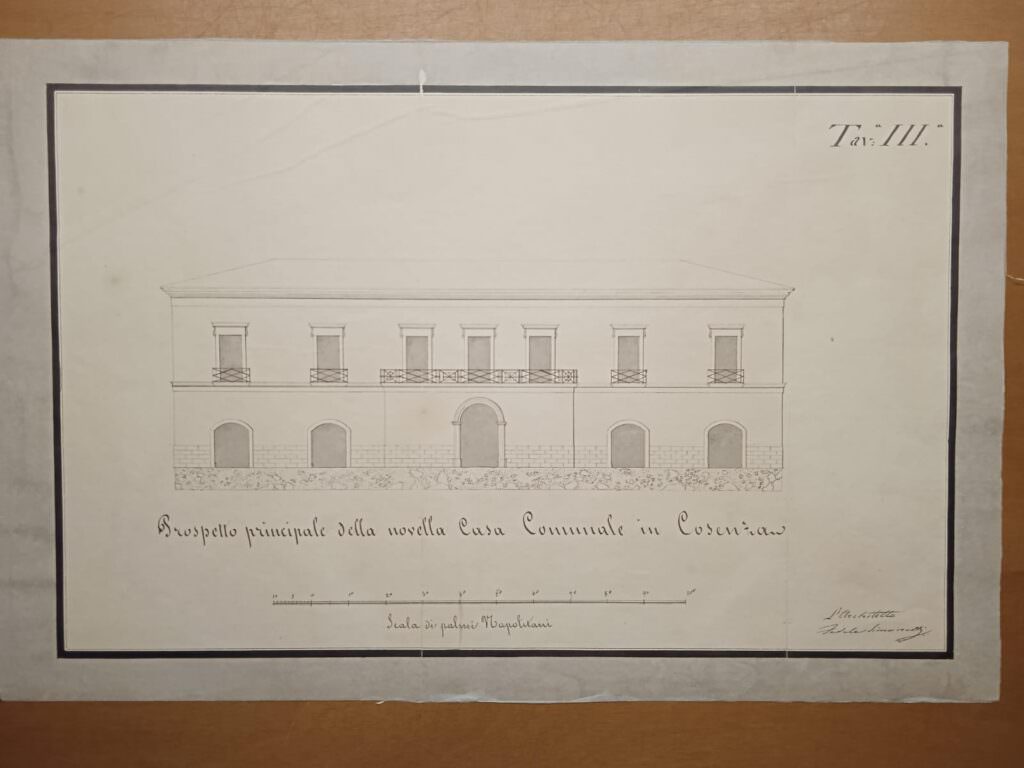 Tav:ª III.ª
Prospetto principale della novella Casa Comunale in Cosenza
Scala di palmi Napolitani
L'Architetto